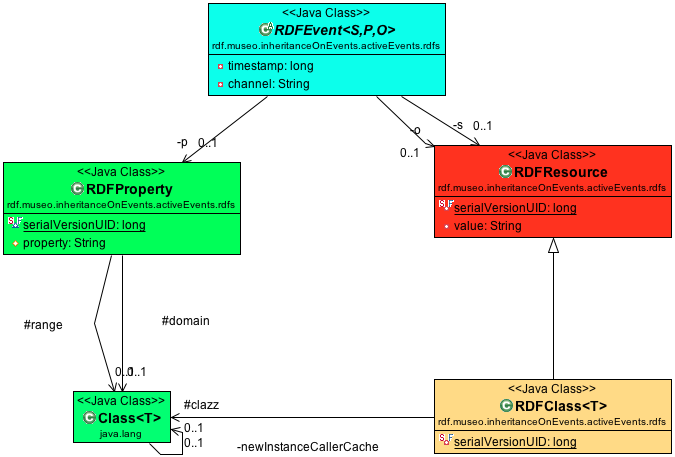 <<Java Class>>
RDFEvent<S,P,O>
rdf.museo.inheritanceOnEvents.activeEvents.rdfs
timestamp: long
channel: String
-p 0..1
-o
0..1
-s 0..1
<<Java Class>>
RDFProperty
rdf.museo.inheritanceOnEvents.activeEvents.rdfs
serialVersionUID: long
property: String
<<Java Class>>
RDFResource
rdf.museo.inheritanceOnEvents.activeEvents.rdfs
serialVersionUID: long
value: String
#range
#domain
0..1
0..1
<<Java Class>>
Class<T>
java.lang
#clazz
0..1
0..1
-newInstanceCallerCache
<<Java Class>>
RDFClass<T>
rdf.museo.inheritanceOnEvents.activeEvents.rdfs
serialVersionUID: long